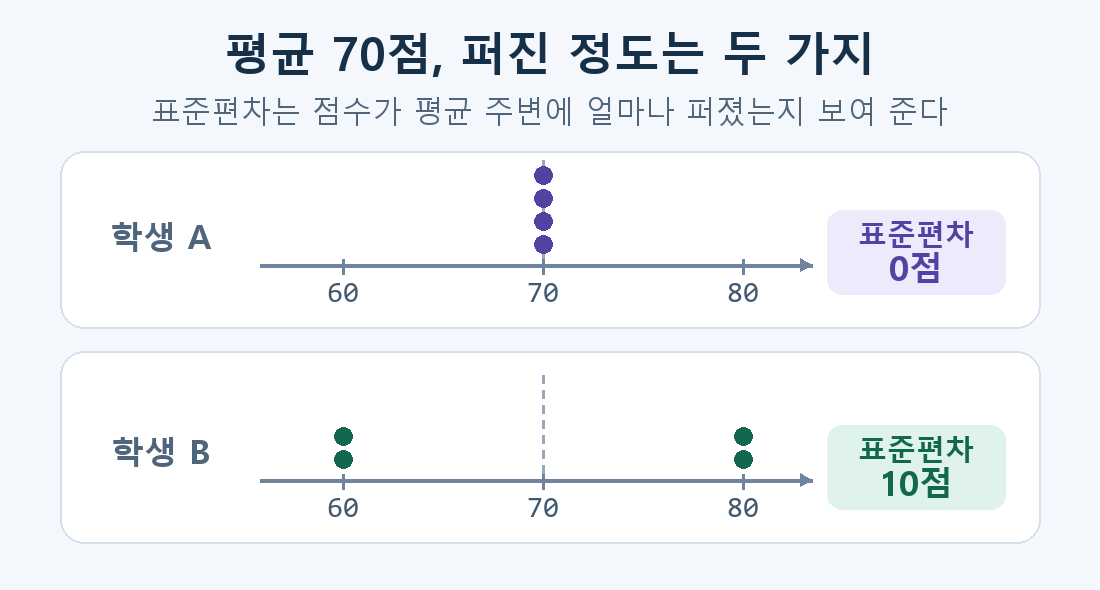 평균 70점, 퍼진 정도는 두 가지
표준편차는 점수가 평균 주변에 얼마나 퍼졌는지 보여 준다
학생 A
60
70
80
표준편차
0점
학생 B
60
70
80
표준편차
10점